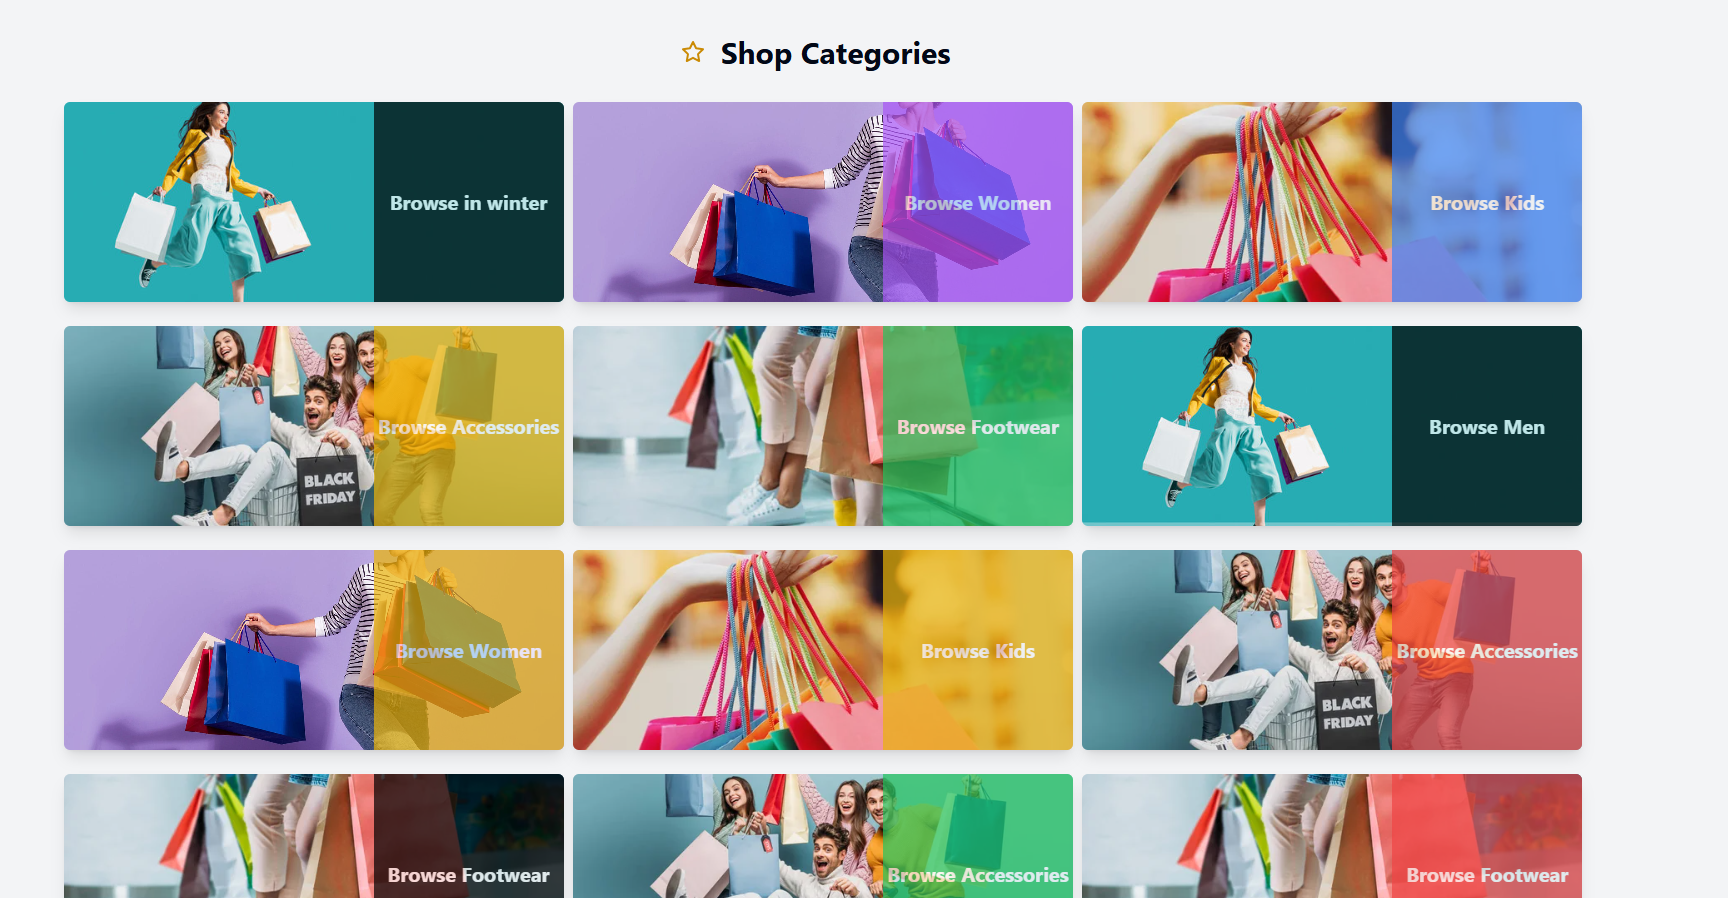 Shop Categories
Browse in winter
Browse Women
Browse Kids
Browse Accessories
BLACK
FRIDAY
Browse Footwear
Browse Men
Browse Women
Browse Kids
Browse Accessories
BLACK
FRIDAY
Browse Footwear
Browse Accessories
Browse Footwear